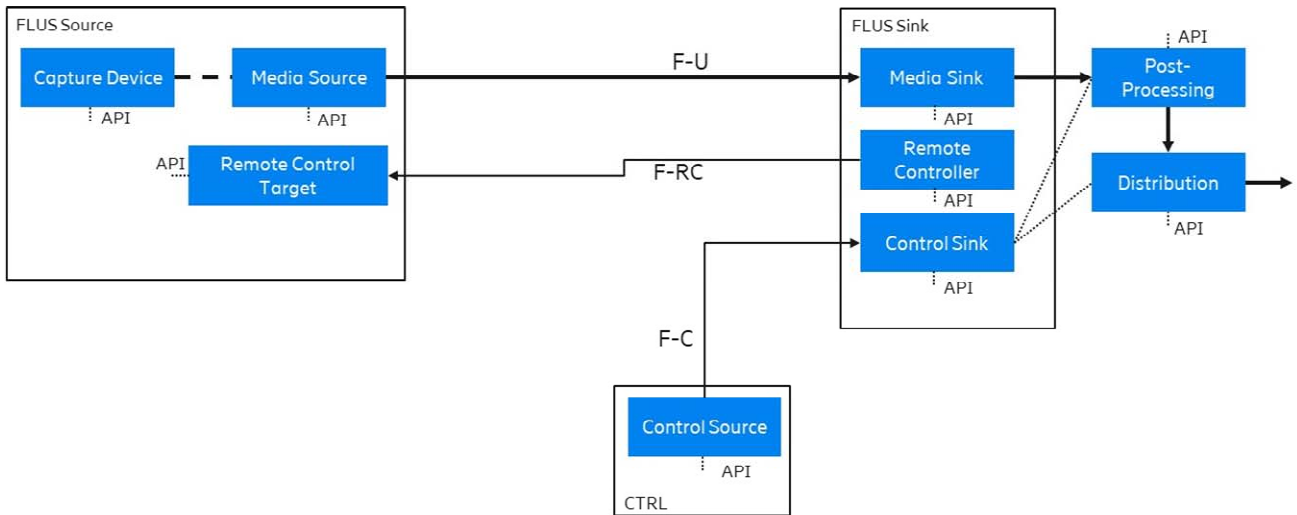 FLUS Source
Capture Device
API
Media Source
API
API
Remote Control
Target
F-U
F-RC
FLUS Sink
Media Sink
API
Remote
Controller
API
Control Sink
API
API
Post-
Processing
Distribution
API
F-C
Control Source
API
CTRL